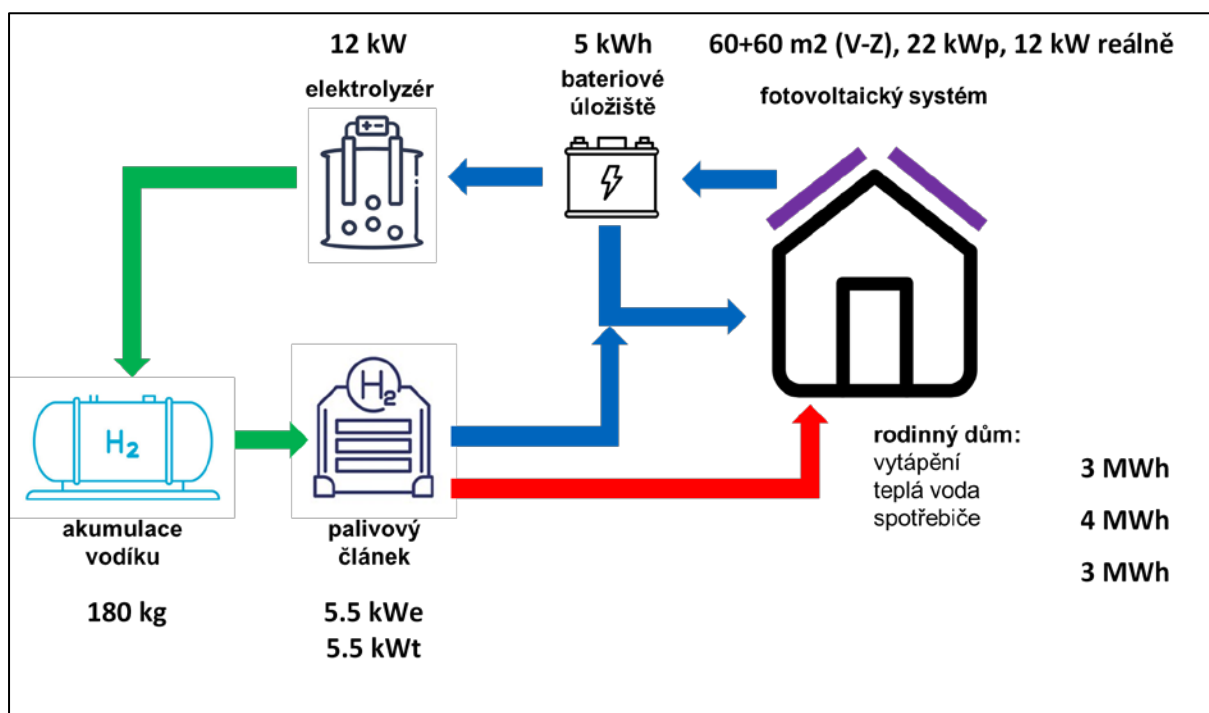 12 kW
elektrolyzér
5 kWh
bateriové
úložiště
60+60 m2 (V-Z), 22 kWp, 12 kW reálně
fotovoltaický systém
H2
akumulace
vodíku
180 kg
H2
palivový
článek
5.5 kWe
5.5 kWt
rodinný dům:
vytápění
teplá voda
spotřebiče
3 MWh
4 MWh
3 MWh